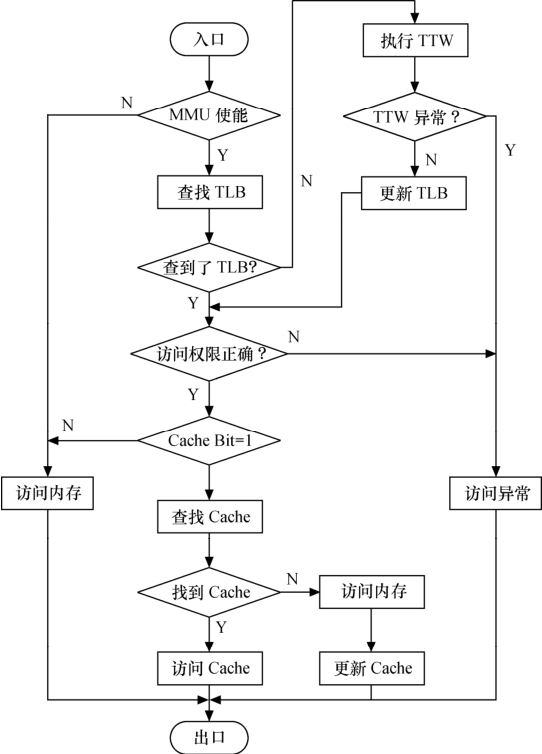 入口
执行 TTW
N
MMU 使能
TTW 异常？
Y
Y
N
N
查找 TLB
更新 TLB
查到了 TLB?
Y
N
访问权限正确？
Y
N
Cache Bit=1
访问内存
访问异常
查找 Cache
N
找到 Cache
访问内存
Y
访问 Cache
更新 Cache
出口